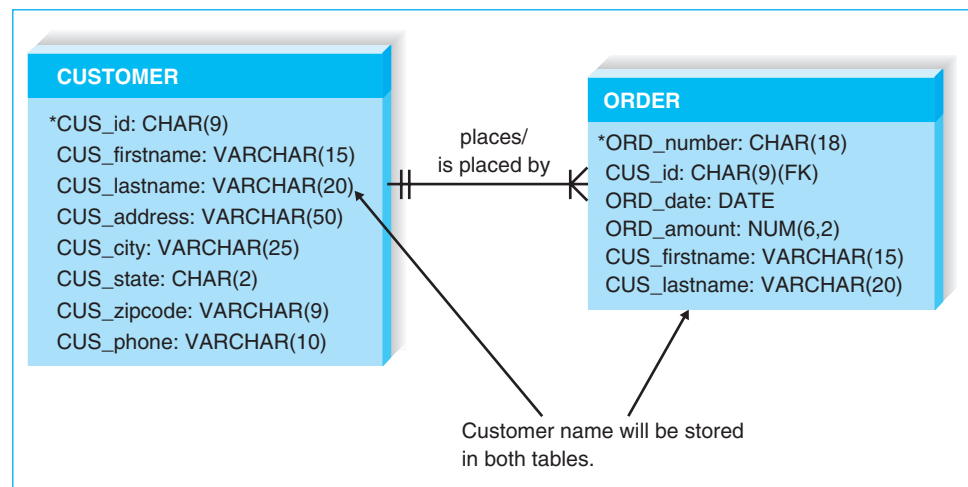 CUSTOMER
*CUS_id: CHAR(9)
CUS_firstname: VARCHAR(15)
CUS_lastname: VARCHAR(20)
CUS_address: VARCHAR(50)
CUS_city: VARCHAR(25)
CUS_state: CHAR(2)
CUS_zipcode: VARCHAR(9)
CUS_phone: VARCHAR(10)
places/
is placed by
ORDER
*ORD_number: CHAR(18)
CUS_id: CHAR(9)(FK)
ORD_date: DATE
ORD_amount: NUM(6,2)
CUS_firstname: VARCHAR(15)
CUS_lastname: VARCHAR(20)
Customer name will be stored
in both tables.